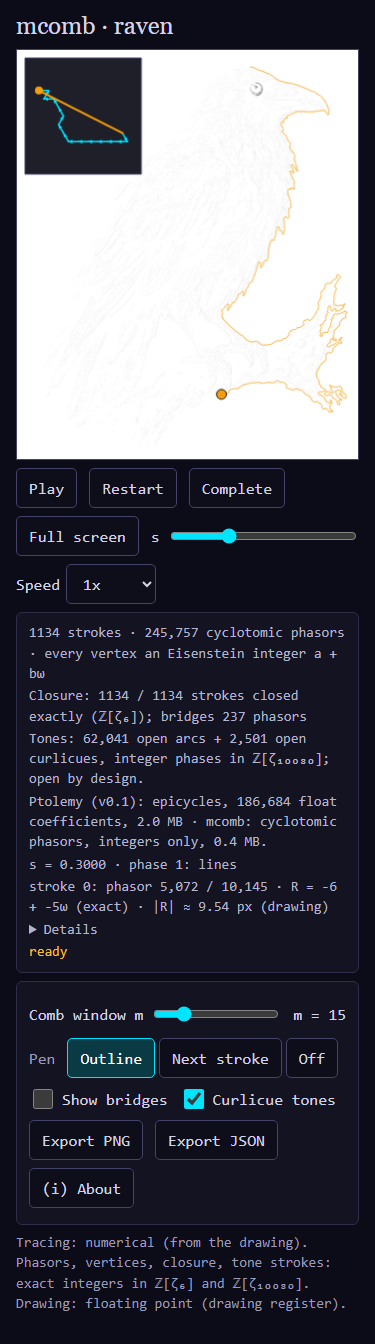 mcomb · raven
Play Restart Complete
Full screen s
Speed 1x
1134 strokes · 245,757 cyclotomic phasors
· every vertex an Eisenstein integer a +
bω
Closure: 1134 / 1134 strokes closed
exactly (ℤ[ζ₆]); bridges 237 phasors
Tones: 62,041 open arcs + 2,501 open
curlicues, integer phases in ℤ[ζ₁₀₀₈₀];
open by design.
Ptolemy (v0.1): epicycles, 186,684 float
coefficients, 2.0 MB · mcomb: cyclotomic
phasors, integers only, 0.4 MB.
s = 0.3000 · phase 1: lines
stroke 0: phasor 5,072 / 10,145 · R = -6
+ -5ω (exact) · |R| ≈ 9.54 px (drawing)
▶ Details
ready
Comb window m m = 15
Pen Outline Next stroke Off
Show bridges Curlicue tones
Export PNG Export JSON
(i) About
Tracing: numerical (from the drawing).
Phasors, vertices, closure, tone strokes:
exact integers in ℤ[ζ₆] and ℤ[ζ₁₀₀₈₀].
Drawing: floating point (drawing register).